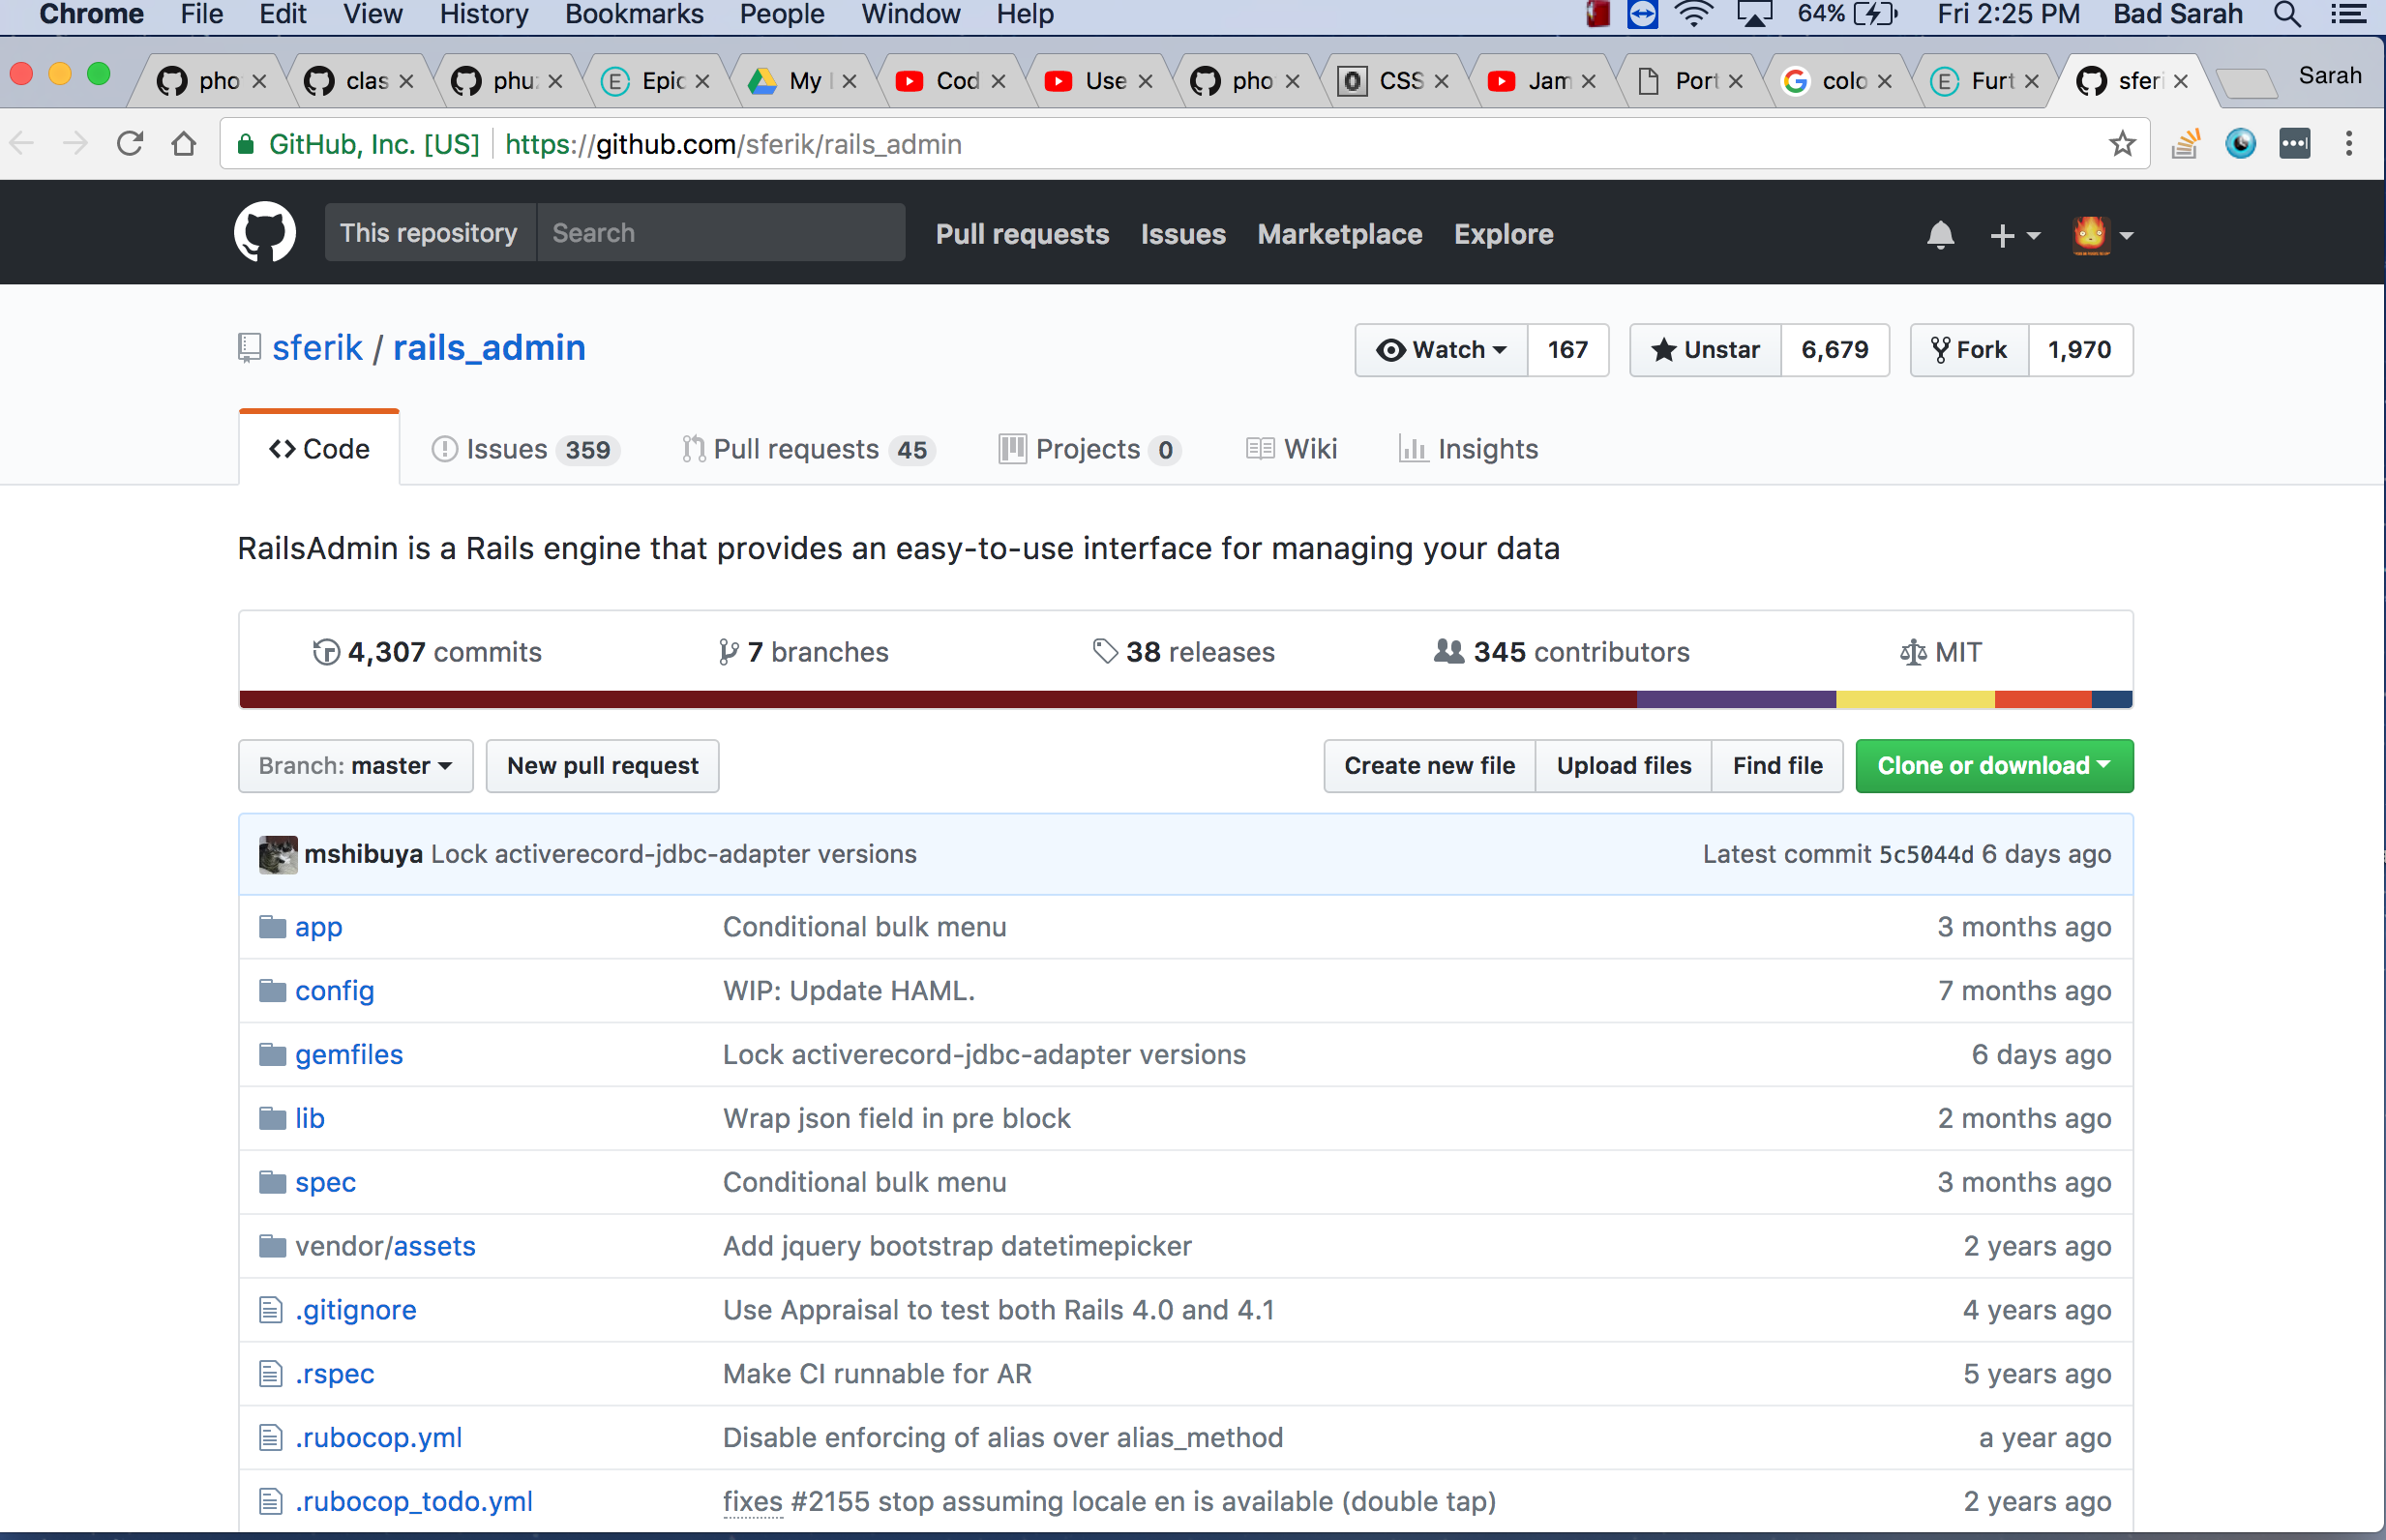 Chrome File Edit View History Bookmarks People Window Help 64% Fri 2:25 PM Bad Sarah
pho clas phu Epic My Cod Use pho CSS Jam Port colo Furt sferi Sarah
GitHub, Inc. [US] https://github.com/sferik/rails_admin
This repository Search Pull requests Issues Marketplace Explore
sferik / rails_admin Watch 167 Unstar 6,679 Fork 1,970
Code Issues 359 Pull requests 45 Projects 0 Wiki Insights
RailsAdmin is a Rails engine that provides an easy-to-use interface for managing your data
4,307 commits 7 branches 38 releases 345 contributors MIT
Branch: master New pull request Create new file Upload files Find file Clone or download
mshibuya Lock activerecord-jdbc-adapter versions Latest commit 5c5044d 6 days ago
app Conditional bulk menu 3 months ago
config WIP: Update HAML. 7 months ago
gemfiles Lock activerecord-jdbc-adapter versions 6 days ago
lib Wrap json field in pre block 2 months ago
spec Conditional bulk menu 3 months ago
vendor/assets Add jquery bootstrap datetimepicker 2 years ago
.gitignore Use Appraisal to test both Rails 4.0 and 4.1 4 years ago
.rspec Make CI runnable for AR 5 years ago
.rubocop.yml Disable enforcing of alias over alias_method a year ago
.rubocop_todo.yml fixes #2155 stop assuming locale en is available (double tap) 2 years ago